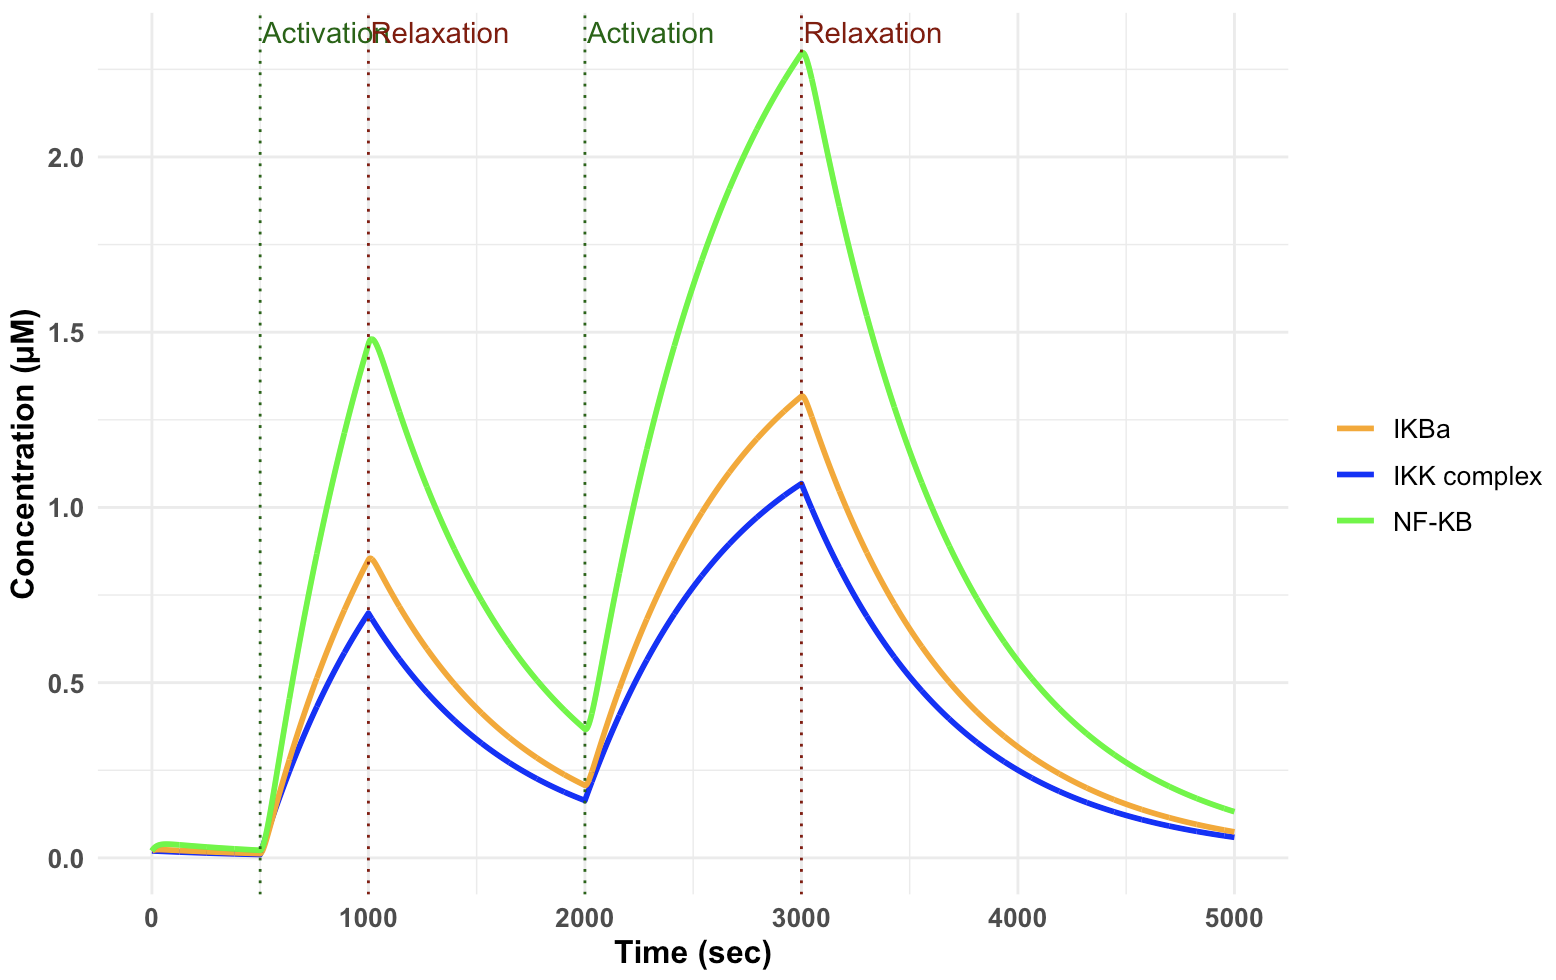 Activation
Relaxation
Activation
Relaxation
2.0
1.5
1.0
0.5
0.0
Concentration (µM)
0
1000
2000
3000
4000
5000
Time (sec)
IKBa
IKK complex
NF-KB